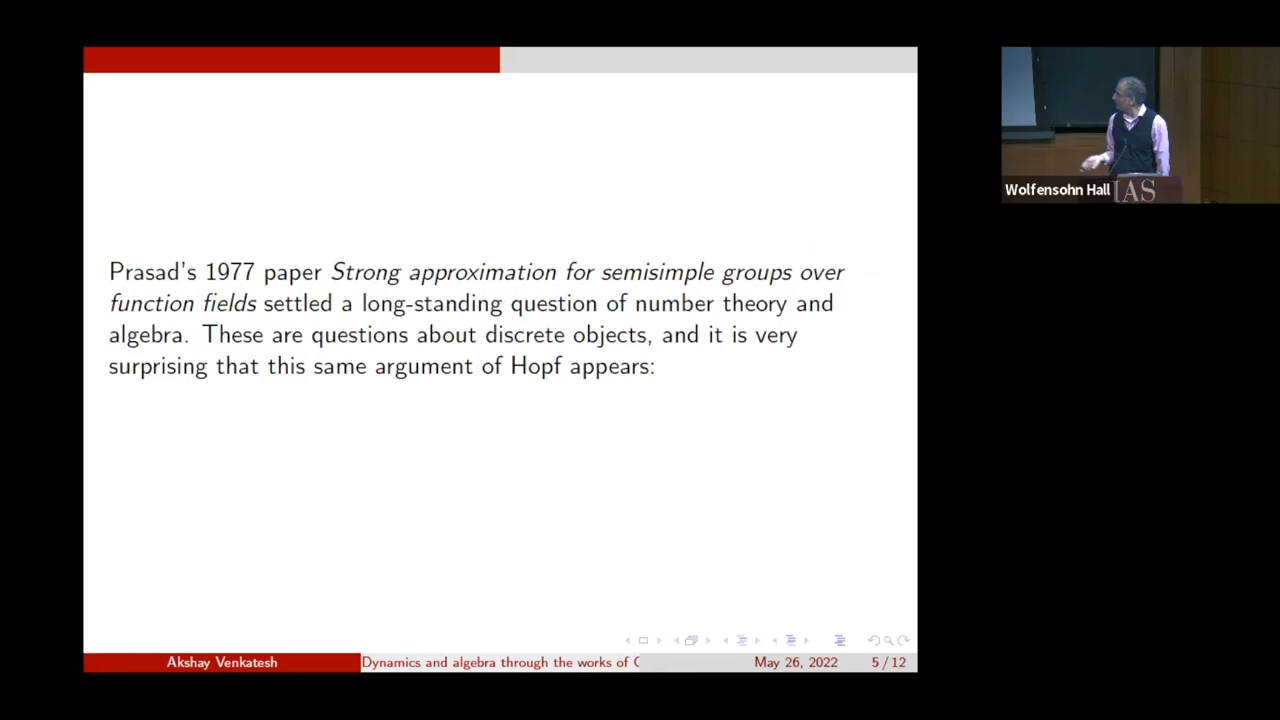 Prasad's 1977 paper Strong approximation for semisimple groups over
function fields settled a long-standing question of number theory and
algebra. These are questions about discrete objects, and it is very
surprising that this same argument of Hopf appears:
Wolfensohn Hall
IAS
Akshay Venkatesh
Dynamics and algebra through the works of
May 26, 2022
5 / 12